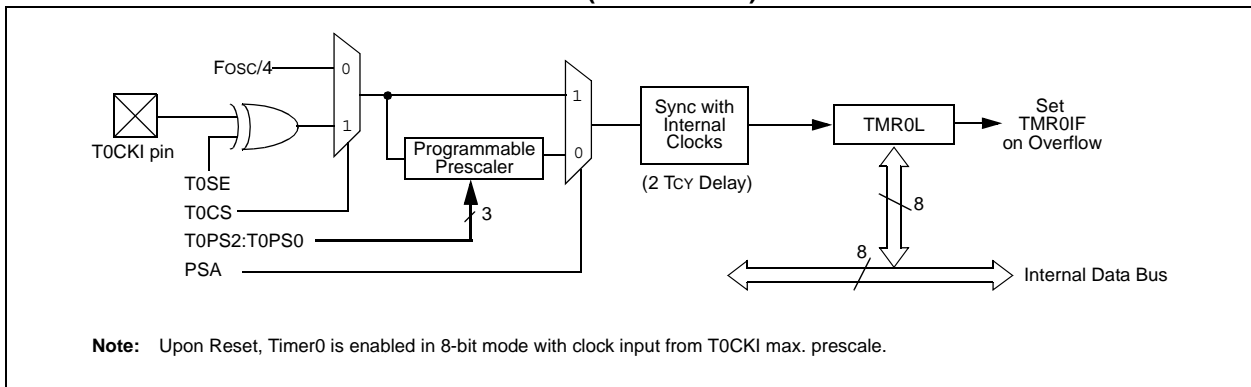 FOSC/4
0
1
T0CKI pin
T0SE
T0CS
T0PS2:T0PS0
PSA
Programmable
Prescaler
3
1
0
Sync with
Internal
Clocks
(2 TCY Delay)
TMR0L
Set
TMR0IF
on Overflow
8
8
Internal Data Bus
Note: Upon Reset, Timer0 is enabled in 8-bit mode with clock input from T0CKI max. prescale.